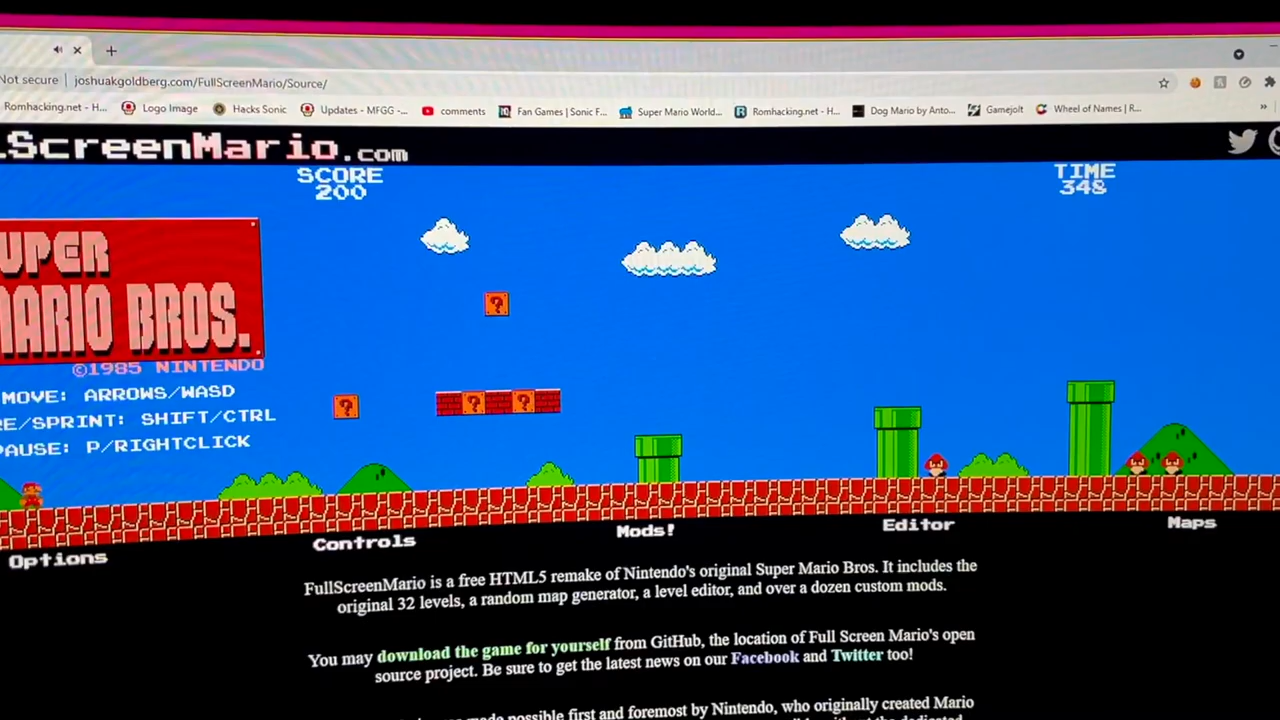 Not secure | joshuakgoldberg.com/FullScreenMario/Source/
Romhacking.net - H... Logo Image Hacks Sonic Updates - MFGG -... comments Fan Games | Sonic F... Super Mario World... Romhacking.net - H... Dog Mario by Anto... Gamejolt Wheel of Names | R... »
lScreenMario.com
SCORE
200
TIME
348
UPER
MARIO BROS.
©1985 NINTENDO
MOVE: ARROWS/WASD
RE/SPRINT: SHIFT/CTRL
PAUSE: P/RIGHTCLICK
Options Controls Mods! Editor Maps
FullScreenMario is a free HTML5 remake of Nintendo's original Super Mario Bros. It includes the
original 32 levels, a random map generator, a level editor, and over a dozen custom mods.
You may download the game for yourself from GitHub, the location of Full Screen Mario's open
source project. Be sure to get the latest news on our Facebook and Twitter too!
made possible first and foremost by Nintendo, who originally created Mario